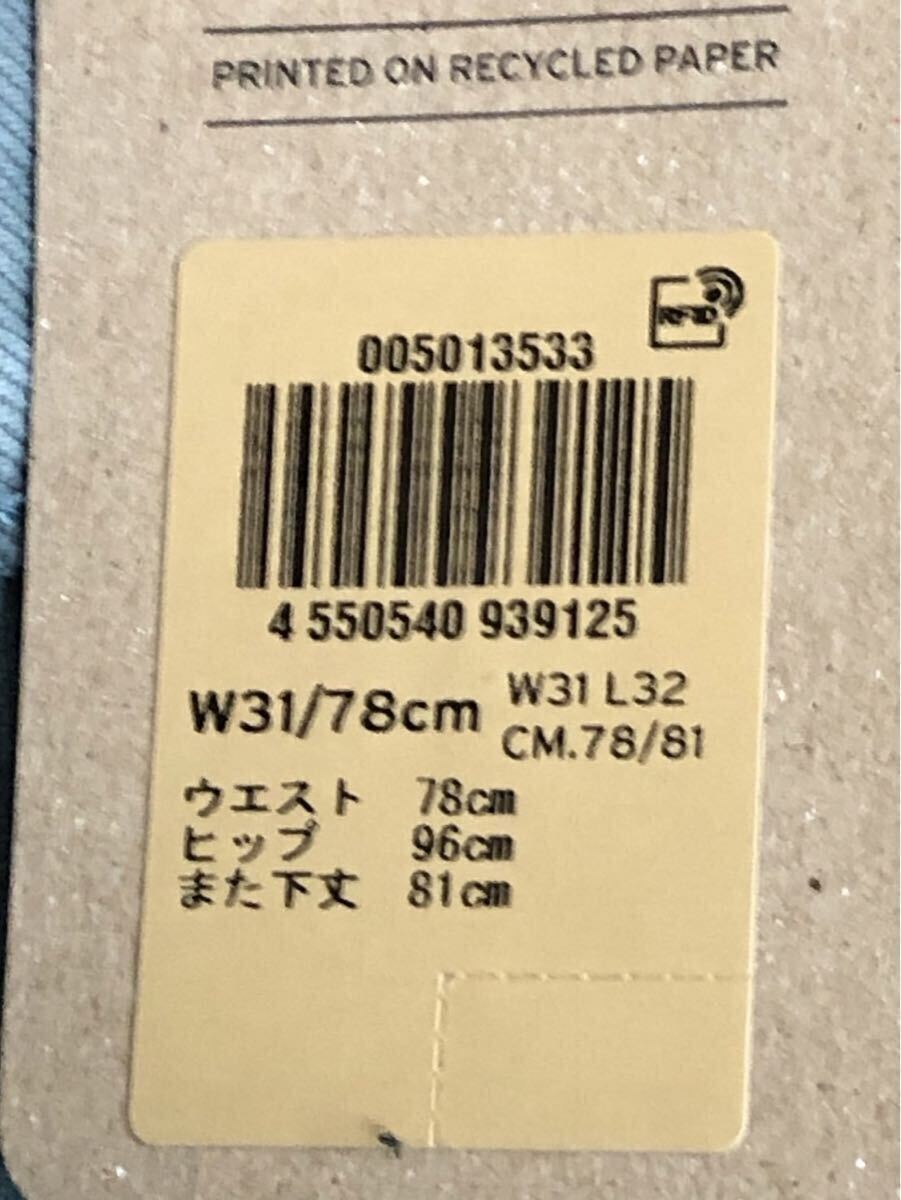 PRINTED ON RECYCLED PAPER
RFID
005013533
4 550540 939125
W31/78cm
W31 L32
CM.78/81
ウエスト 78cm
ヒップ 96cm
また下丈 81cm